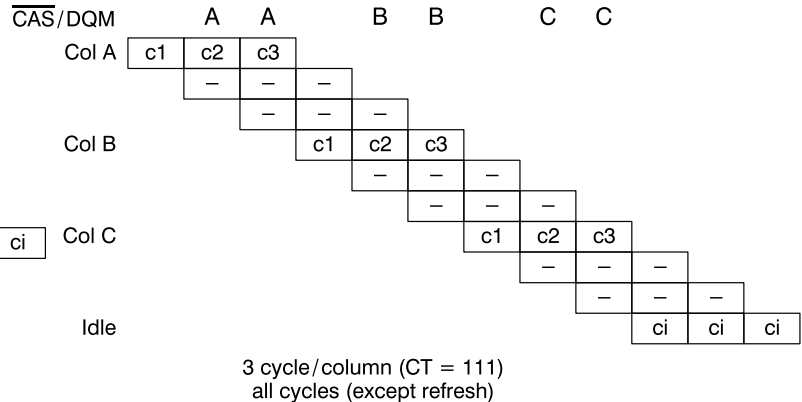 CAS/DQM A A B B C C
Col A c1 c2 c3
– – –
– – –
Col B c1 c2 c3
– – –
– – –
ci Col C c1 c2 c3
– – –
– – –
Idle ci ci ci
3 cycle/column (CT = 111)
all cycles (except refresh)